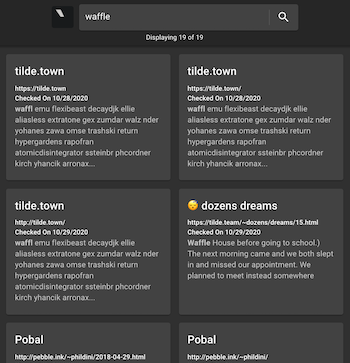 waffle
Displaying 19 of 19
tilde.town
https://tilde.town
Checked On 10/28/2020
waffl emu flexibeast decaydjk ellie
aliasless extratone gex zumdar walz nder
yohanes zawa omse trashski return
hypergardens rapofran
atomicdisintegrator ssteinbr phcordner
kirch yhancik arronax...
tilde.town
https://tilde.town/
Checked On 10/28/2020
waffl emu flexibeast decaydjk ellie
aliasless extratone gex zumdar walz nder
yohanes zawa omse trashski return
hypergardens rapofran
atomicdisintegrator ssteinbr phcordner
kirch yhancik arronax...
tilde.town
http://tilde.town/
Checked On 10/29/2020
waffl emu flexibeast decaydjk ellie
aliasless extratone gex zumdar walz nder
yohanes zawa omse trashski return
hypergardens rapofran
atomicdisintegrator ssteinbr phcordner
kirch yhancik arronax...
😴 dozens dreams
https://tilde.team/~dozens/dreams/15.html
Checked On 10/29/2020
Waffle House before going to school.)
The next morning came and we both slept
in and missed our appointment. We
planned to meet instead somewhere
Pobal
http://pebble.ink/~phildini/2018-04-29.html
Pobal
http://pebble.ink/~phildini/